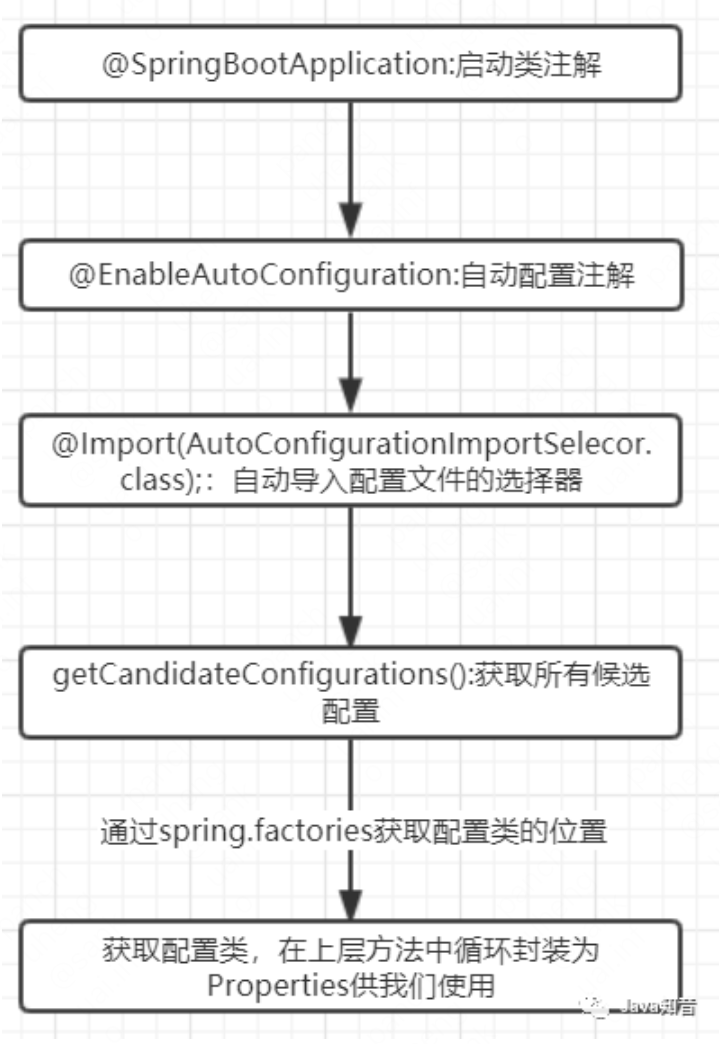 @SpringBootApplication:启动类注解
@EnableAutoConfiguration:自动配置注解
@Import(AutoConfigurationImportSelecor.
class);：自动导入配置文件的选择器
getCandidateConfigurations():获取所有候选
配置
通过spring.factories获取配置类的位置
获取配置类，在上层方法中循环封装为
Properties供我们使用
Java知音